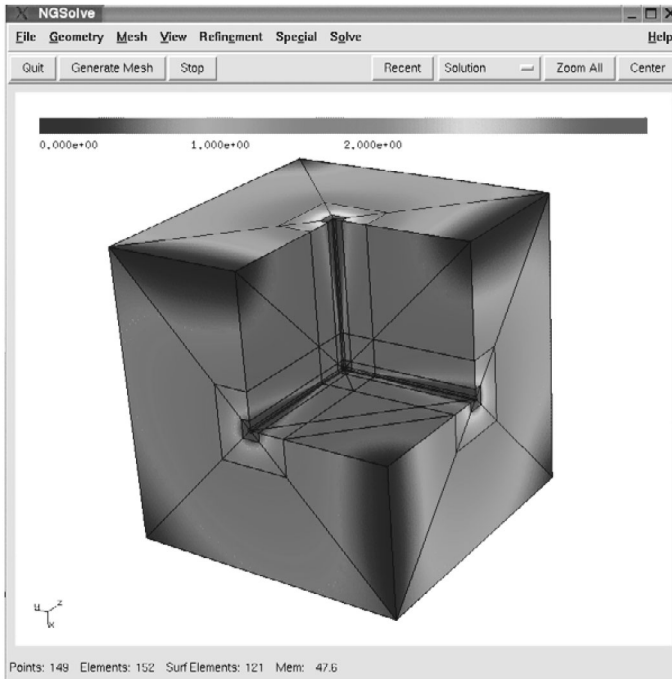 NGSolve
File Geometry Mesh View Refinement Special Solve Help
Quit Generate Mesh Stop Recent Solution Zoom All Center
0.000e+00 1.000e+00 2.000e+00
y z
x
Points: 149 Elements: 152 Surf Elements: 121 Mem: 47.6